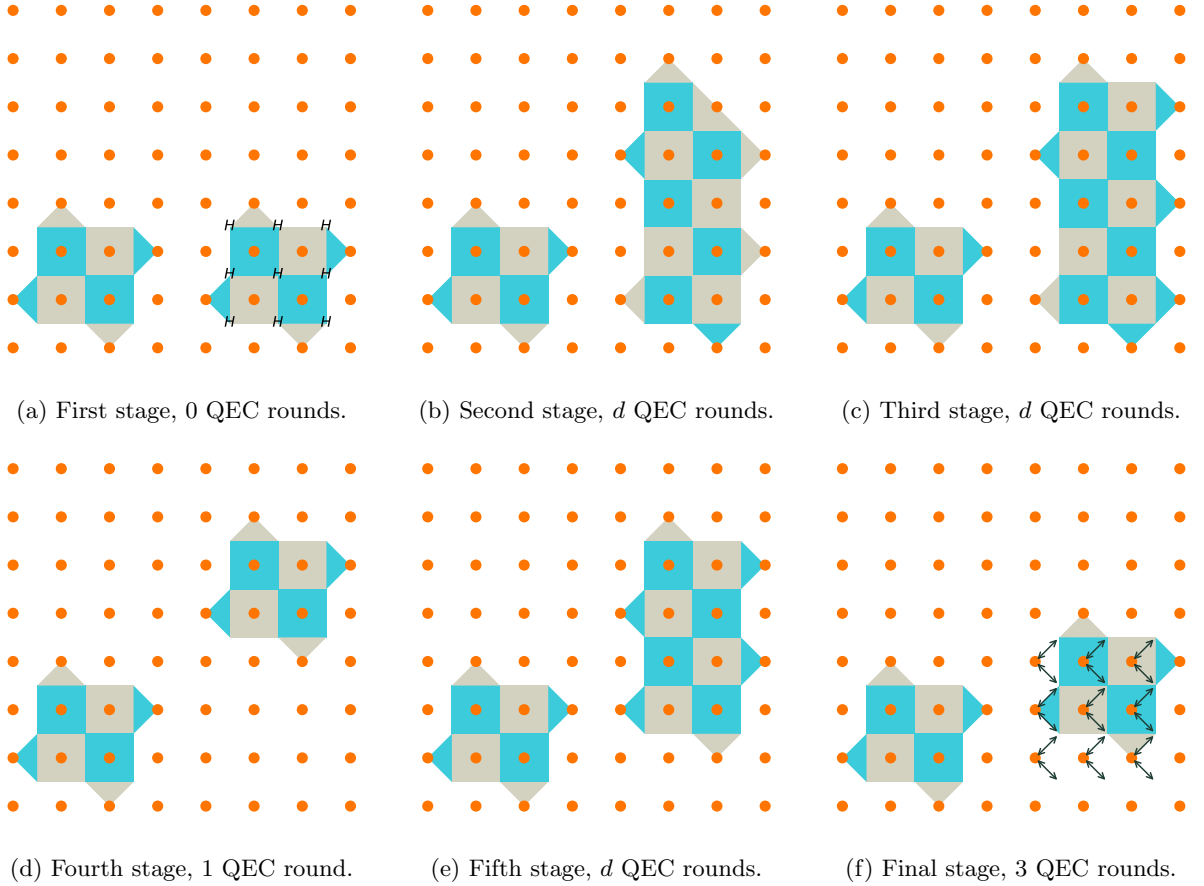 H H H
H H H
H H H
(a) First stage, 0 QEC rounds.
(b) Second stage, d QEC rounds.
(c) Third stage, d QEC rounds.
(d) Fourth stage, 1 QEC round.
(e) Fifth stage, d QEC rounds.
(f) Final stage, 3 QEC rounds.